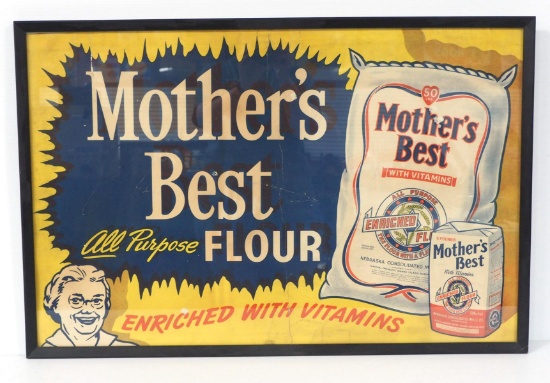 Mother's
Best
All Purpose FLOUR
ENRICHED WITH VITAMINS
50
Mother's
Best
WITH VITAMINS
ALL PURPOSE
ENRICHED
FLOUR
NEBRASKA CONSOLIDATED
Mother's
Best
With Vitamins